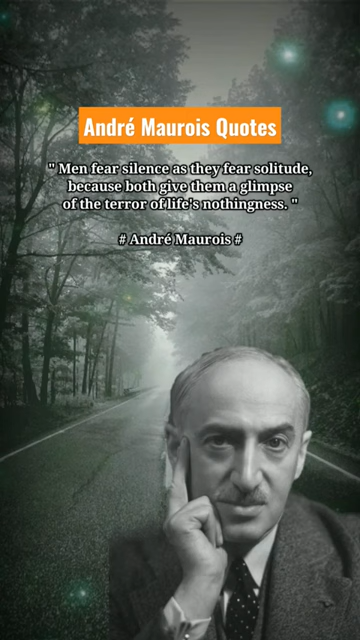 André Maurois Quotes
" Men fear silence as they fear solitude,
because both give them a glimpse
of the terror of life's nothingness. "
# André Maurois #